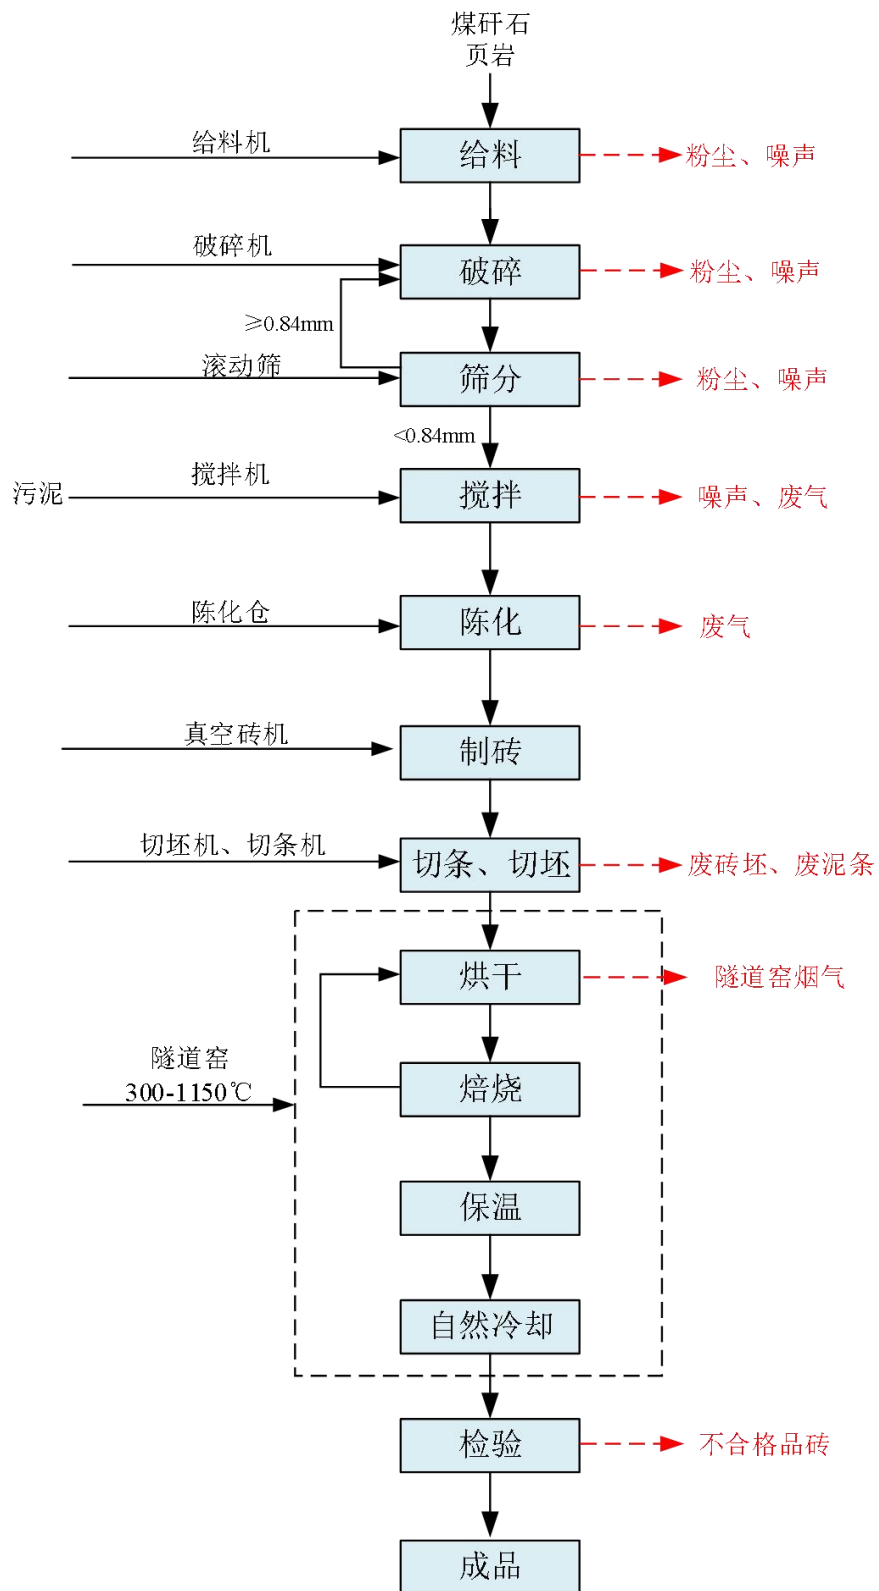 煤矸石
页岩
给料机
给料
粉尘、噪声
破碎机
破碎
粉尘、噪声
≥0.84mm
滚动筛
筛分
粉尘、噪声
<0.84mm
污泥
搅拌机
搅拌
噪声、废气
陈化仓
陈化
废气
真空砖机
制砖
切坯机、切条机
切条、切坯
废砖坯、废泥条
烘干
隧道窑烟气
隧道窑
300-1150℃
焙烧
保温
自然冷却
检验
不合格品砖
成品